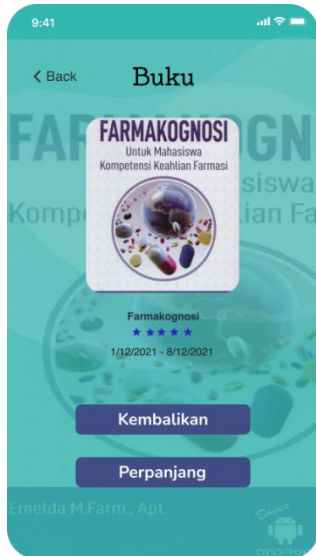 9:41
Back
Buku
FARMAKOGNOSI
Untuk Mahasiswa
Kompetensi Keahlian Farmasi
Farmakognosi
1/12/2021 - 8/12/2021
Kembalikan
Perpanjang
Emelda M.Farm., Apt.